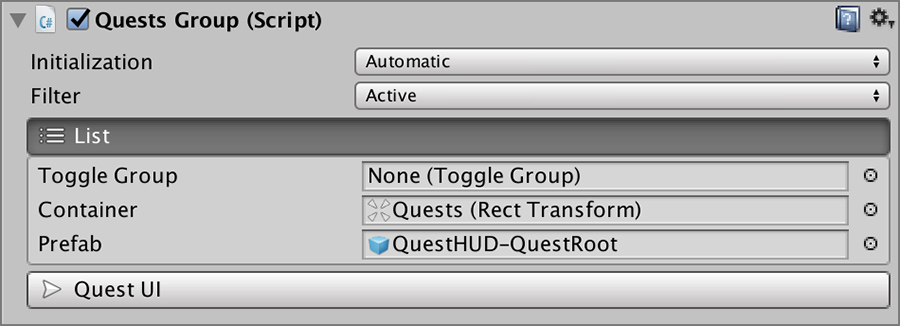 Quests Group (Script)
Initialization Automatic
Filter Active
List
Toggle Group None (Toggle Group)
Container Quests (Rect Transform)
Prefab QuestHUD-QuestRoot
Quest UI